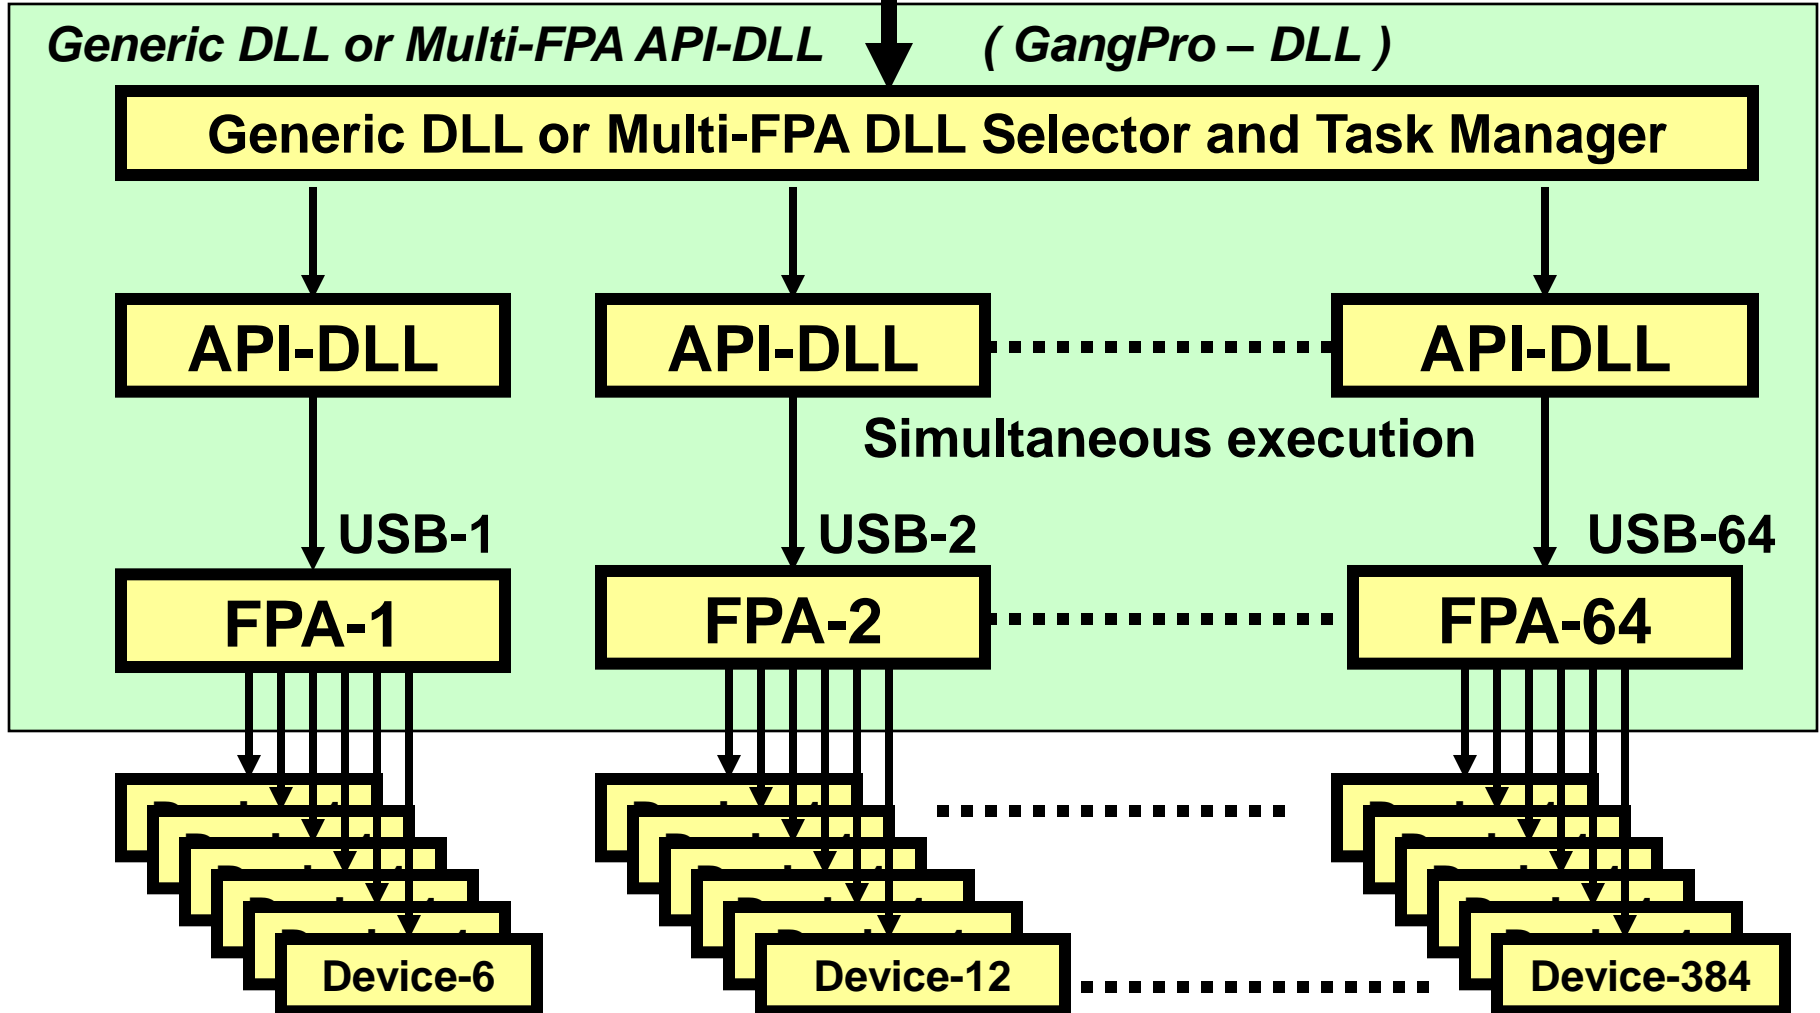 Generic DLL or Multi-FPA API-DLL ( GangPro – DLL )
Generic DLL or Multi-FPA DLL Selector and Task Manager
API-DLL API-DLL API-DLL
Simultaneous execution
USB-1 USB-2 USB-64
FPA-1 FPA-2 FPA-64
Device-6 Device-12 Device-384